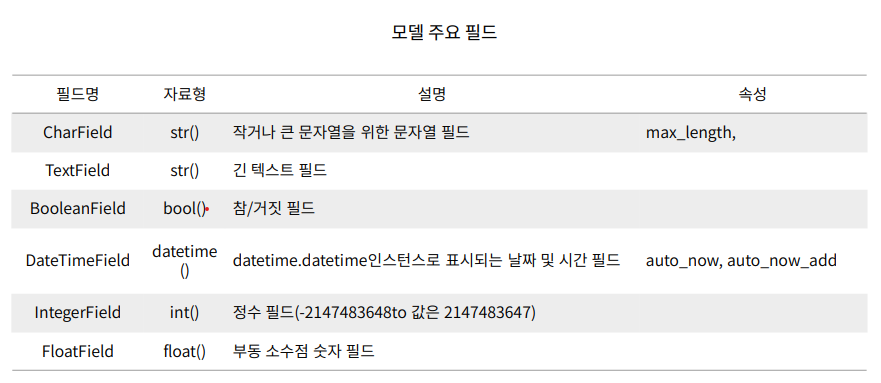 모델 주요 필드
필드명 자료형 설명 속성
CharField str() 작거나 큰 문자열을 위한 문자열 필드 max_length,
TextField str() 긴 텍스트 필드
BooleanField bool() 참/거짓 필드
DateTimeField datetime () datetime.datetime인스턴스로 표시되는 날짜 및 시간 필드 auto_now, auto_now_add
IntegerField int() 정수 필드(-2147483648to 값은 2147483647)
FloatField float() 부동 소수점 숫자 필드